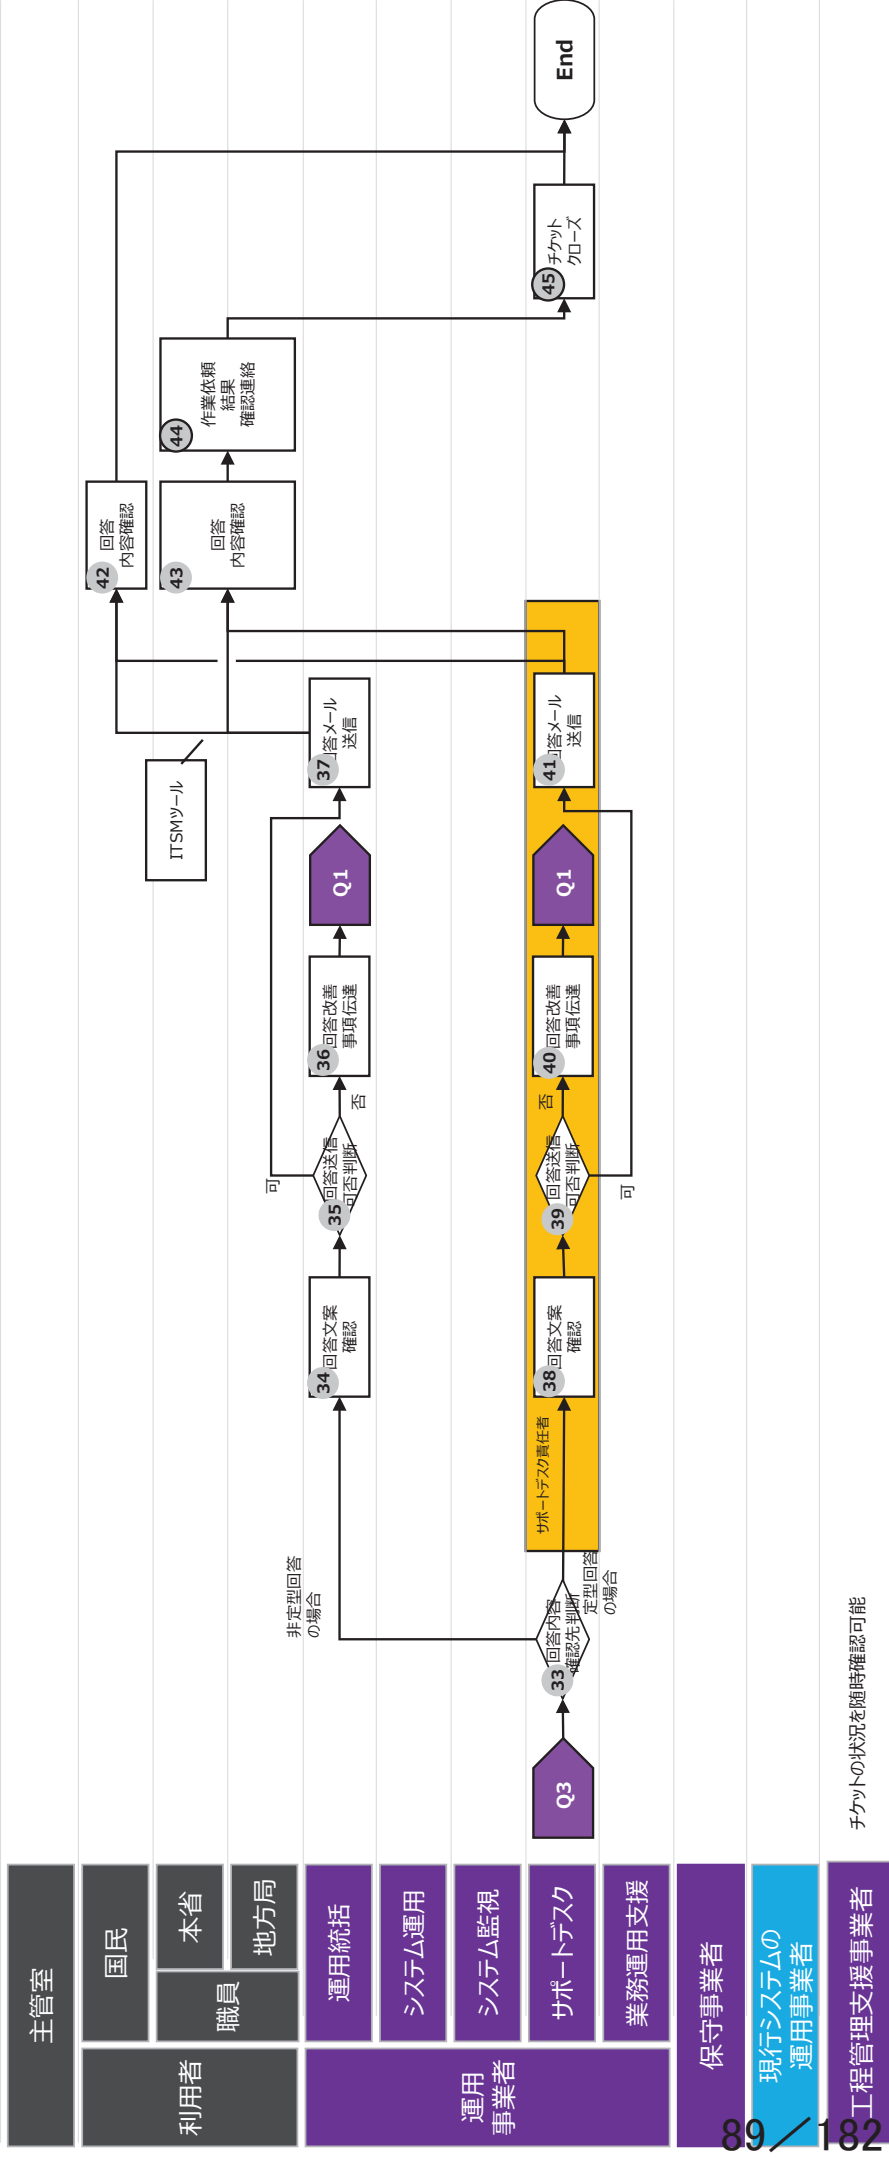 主管室
利用者
国民
職員
本省
地方局
運用
事業者
運用統括
システム運用
システム監視
サポートデスク
業務運用支援
保守事業者
現行システムの
運用事業者
工程管理支援事業者
チケットの状況を随時確認可能
Q3
33
回答内容
確認先判断
非定型回答
の場合
定型回答
の場合
サポートデスク責任者
34
回答文案
確認
35
回答送信
可否判断
可
否
36
回答改善
事項伝達
Q1
37
回答メール
送信
38
回答文案
確認
39
回答送信
可否判断
否
可
40
回答改善
事項伝達
Q1
41
回答メール
送信
ITSMツール
42
回答
内容確認
43
回答
内容確認
44
作業依頼
結果
確認連絡
45
チケット
クローズ
End
89／182